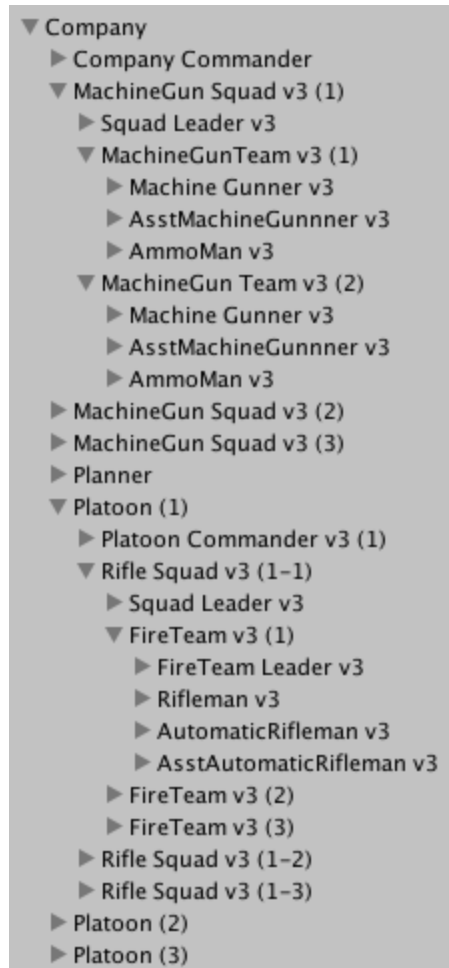 Company
Company Commander
MachineGun Squad v3 (1)
Squad Leader v3
MachineGunTeam v3 (1)
Machine Gunner v3
AsstMachineGunnner v3
AmmoMan v3
MachineGun Team v3 (2)
Machine Gunner v3
AsstMachineGunnner v3
AmmoMan v3
MachineGun Squad v3 (2)
MachineGun Squad v3 (3)
Planner
Platoon (1)
Platoon Commander v3 (1)
Rifle Squad v3 (1-1)
Squad Leader v3
FireTeam v3 (1)
FireTeam Leader v3
Rifleman v3
AutomaticRifleman v3
AsstAutomaticRifleman v3
FireTeam v3 (2)
FireTeam v3 (3)
Rifle Squad v3 (1-2)
Rifle Squad v3 (1-3)
Platoon (2)
Platoon (3)